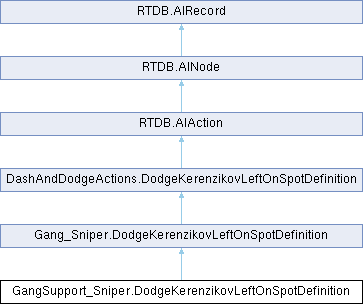 RTDB.AIRecord
RTDB.AINode
RTDB.AIAction
DashAndDodgeActions.DodgeKerenzikovLeftOnSpotDefinition
Gang_Sniper.DodgeKerenzikovLeftOnSpotDefinition
GangSupport_Sniper.DodgeKerenzikovLeftOnSpotDefinition